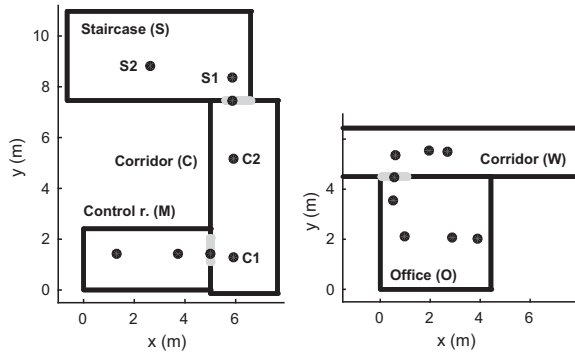 Staircase (S)
S2
S1
Corridor (C)
C2
Control r. (M)
C1
y (m)
10
8
6
4
2
0
0
2
4
6
x (m)
Corridor (W)
Office (O)
y (m)
4
2
0
0
2
4
6
x (m)